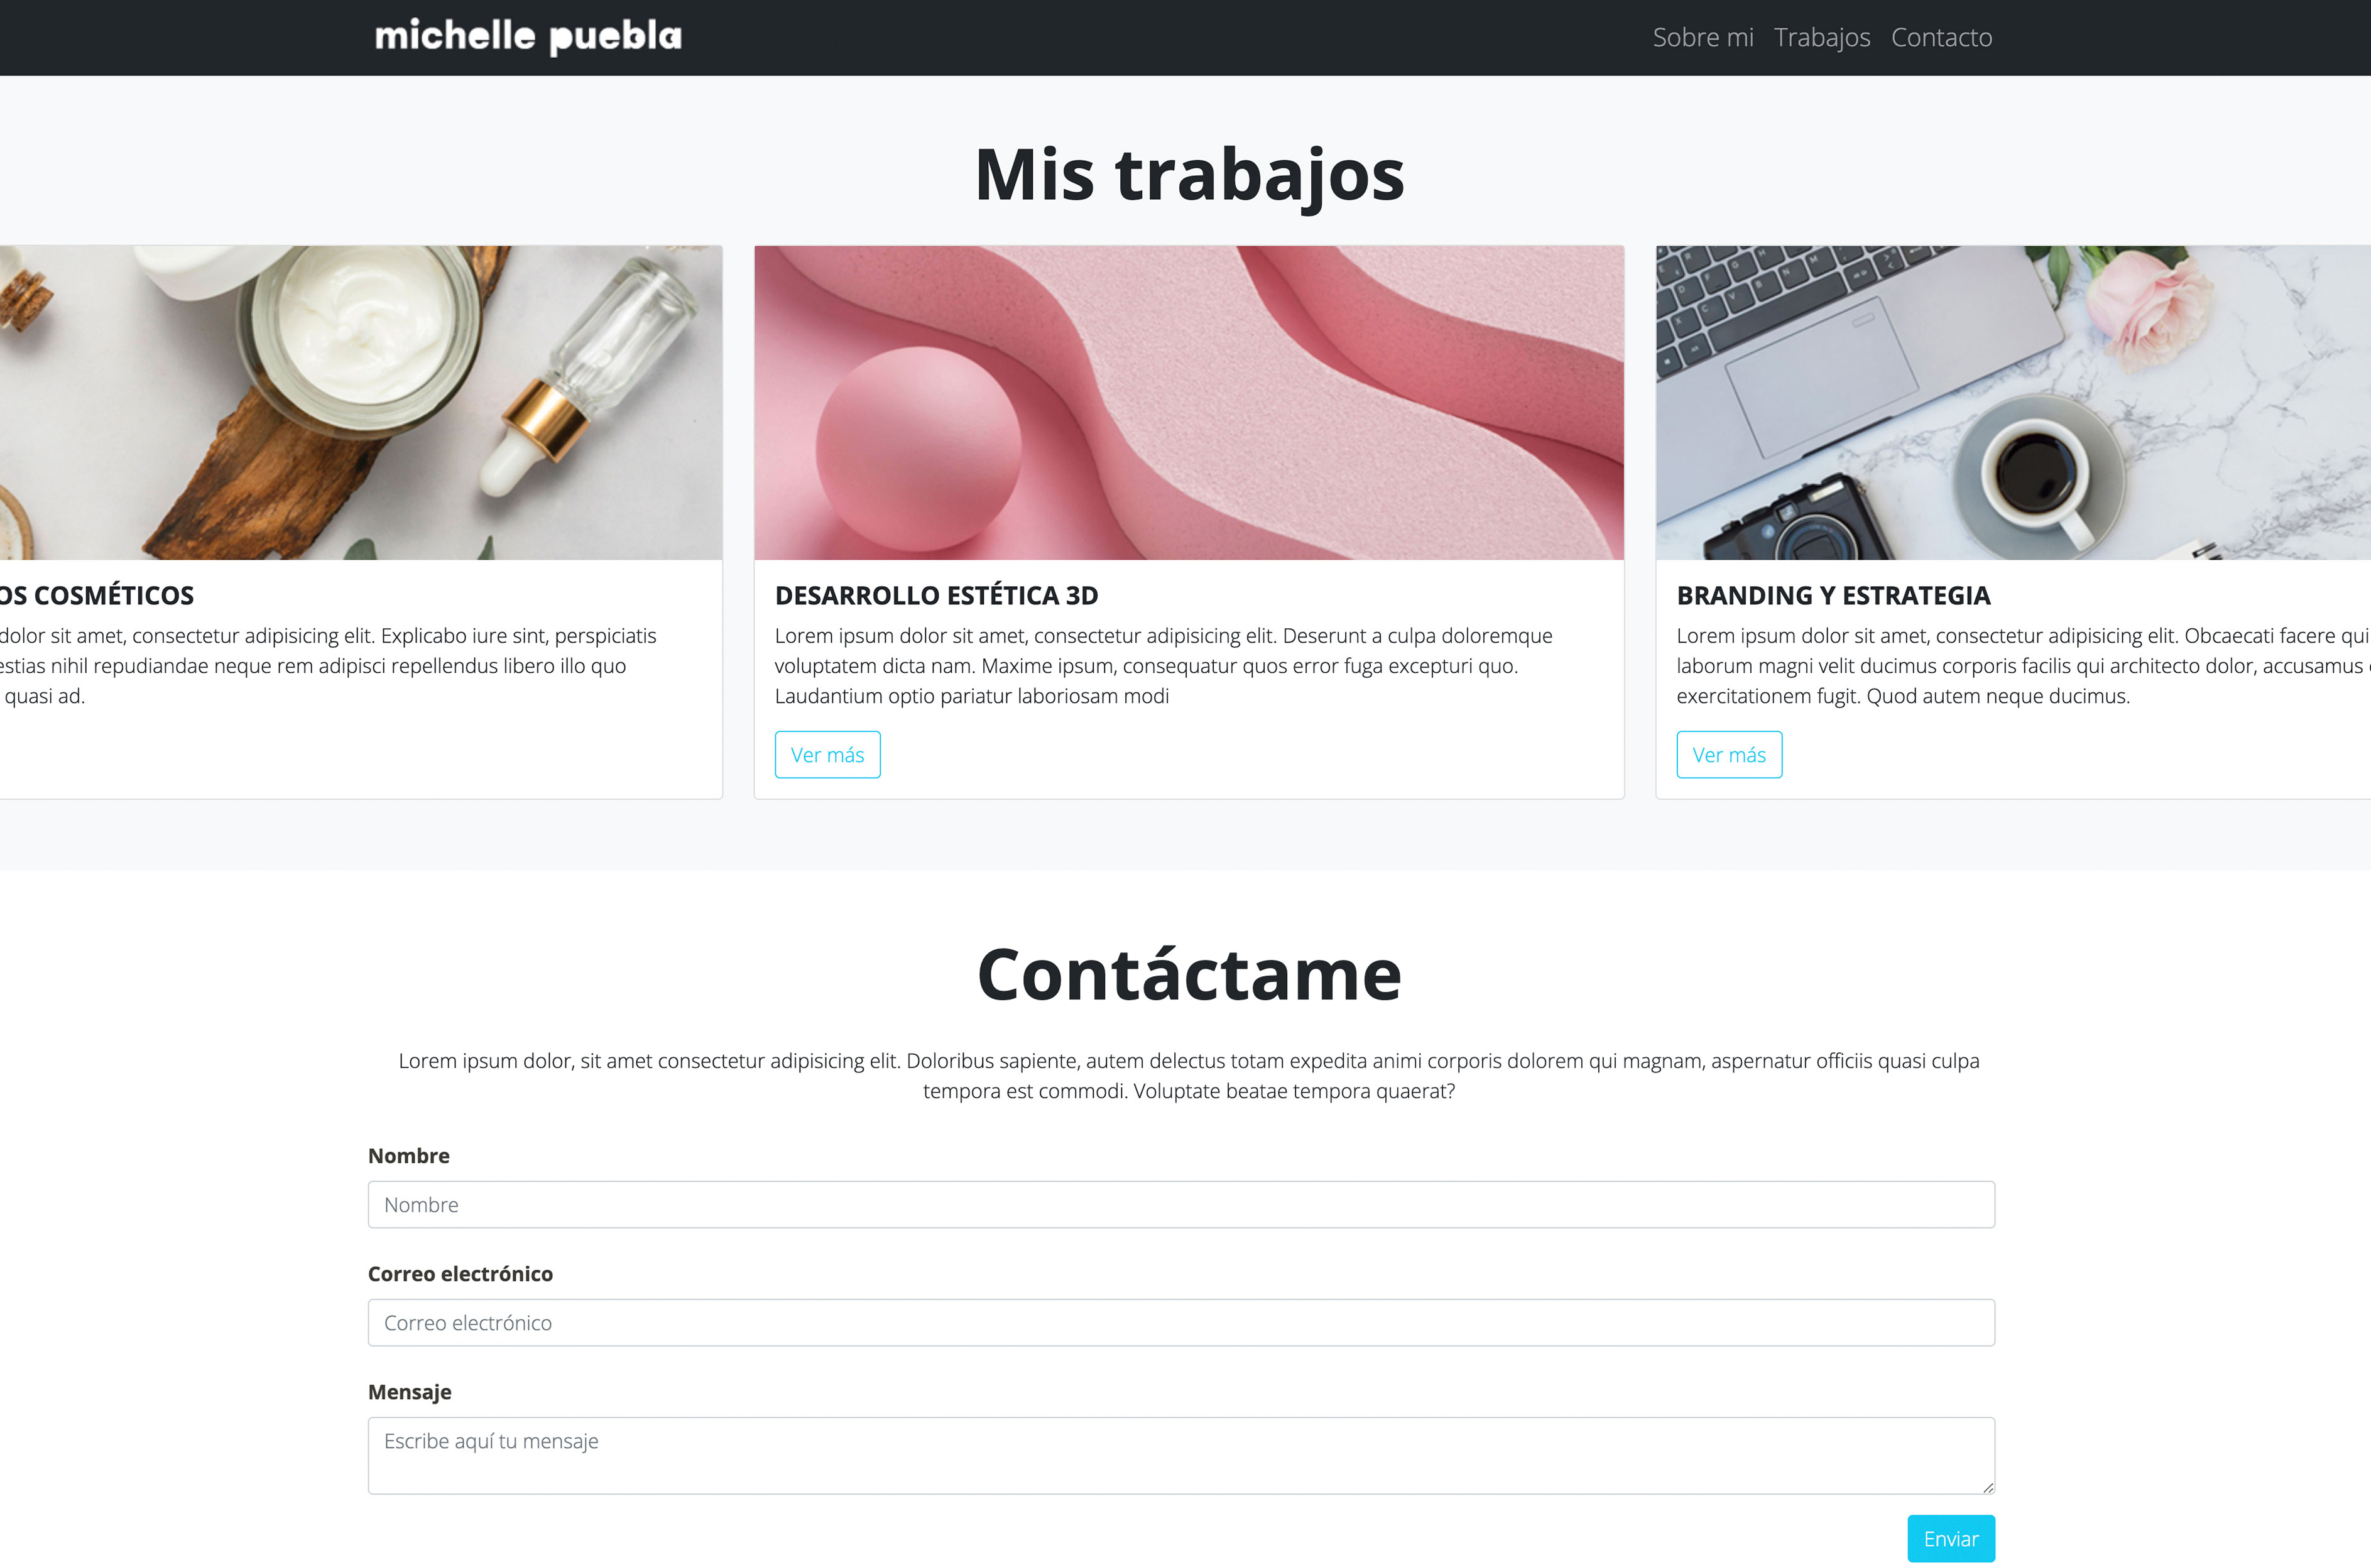 michelle puebla
Sobre mi
Trabajos
Contacto
Mis trabajos
COSMÉTICOS
dolor sit amet, consectetur adipisicing elit. Explicabo iure sint, perspiciatis
nihil repudiandae neque rem adipisci repellendus libero illo quo
quasi ad.
DESARROLLO ESTÉTICA 3D
Lorem ipsum dolor sit amet, consectetur adipisicing elit. Deserunt a culpa doloremque
voluptatem dicta nam. Maxime ipsum, consequatur quos error fuga excepturi quo.
Laudantium optio pariatur laboriosam modi
Ver más
BRANDING Y ESTRATEGIA
Lorem ipsum dolor sit amet, consectetur adipisicing elit. Obcaecati facere qui
laborum magni velit ducimus corporis facilis qui architecto dolor, accusamus
exercitationem fugit. Quod autem neque ducimus.
Ver más
Contáctame
Lorem ipsum dolor, sit amet consectetur adipisicing elit. Doloribus sapiente, autem delectus totam expedita animi corporis dolorem qui magnam, aspernatur officiis quasi culpa
tempora est commodi. Voluptate beatae tempora quaerat?
Nombre
Nombre
Correo electrónico
Correo electrónico
Mensaje
Escribe aquí tu mensaje
Enviar